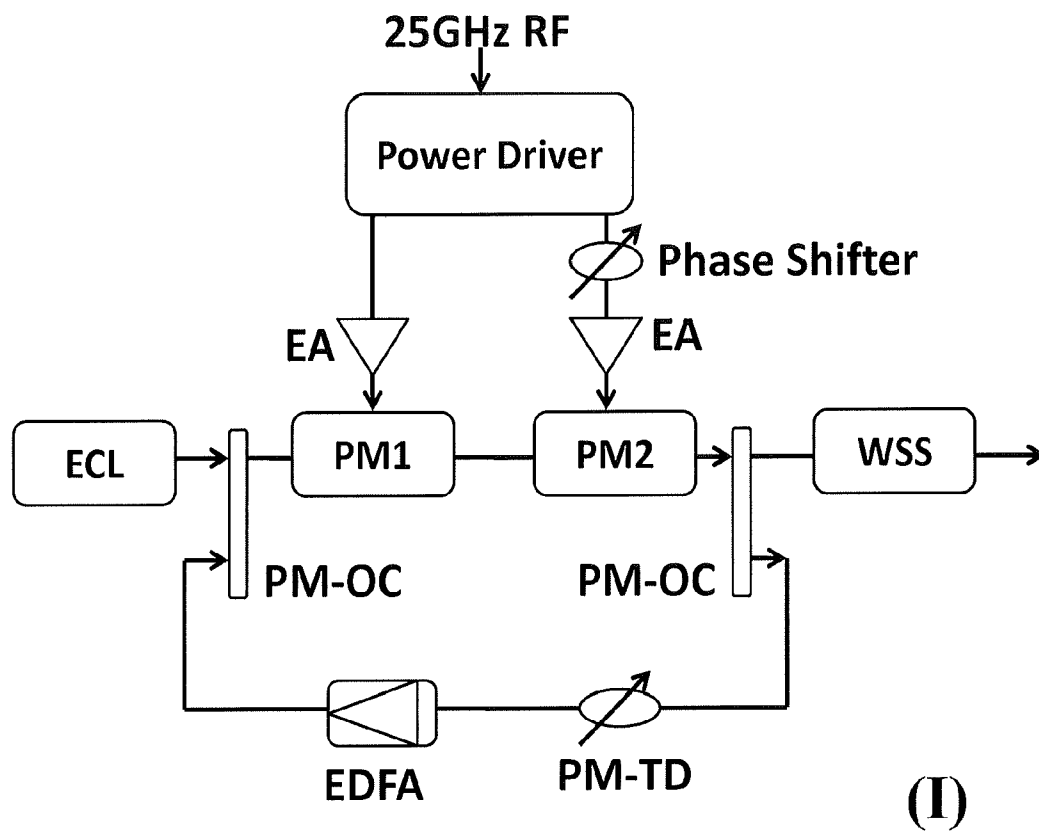 25GHz RF
Power Driver
Phase Shifter
EA
EA
ECL
PM1
PM2
WSS
PM-OC
PM-OC
EDFA
PM-TD
(I)